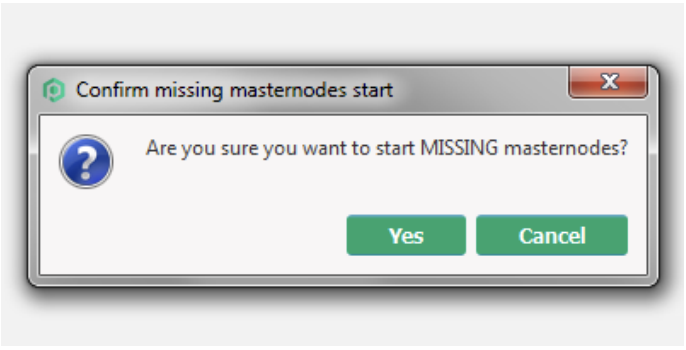 Confirm missing masternodes start
Are you sure you want to start MISSING masternodes?
Yes Cancel